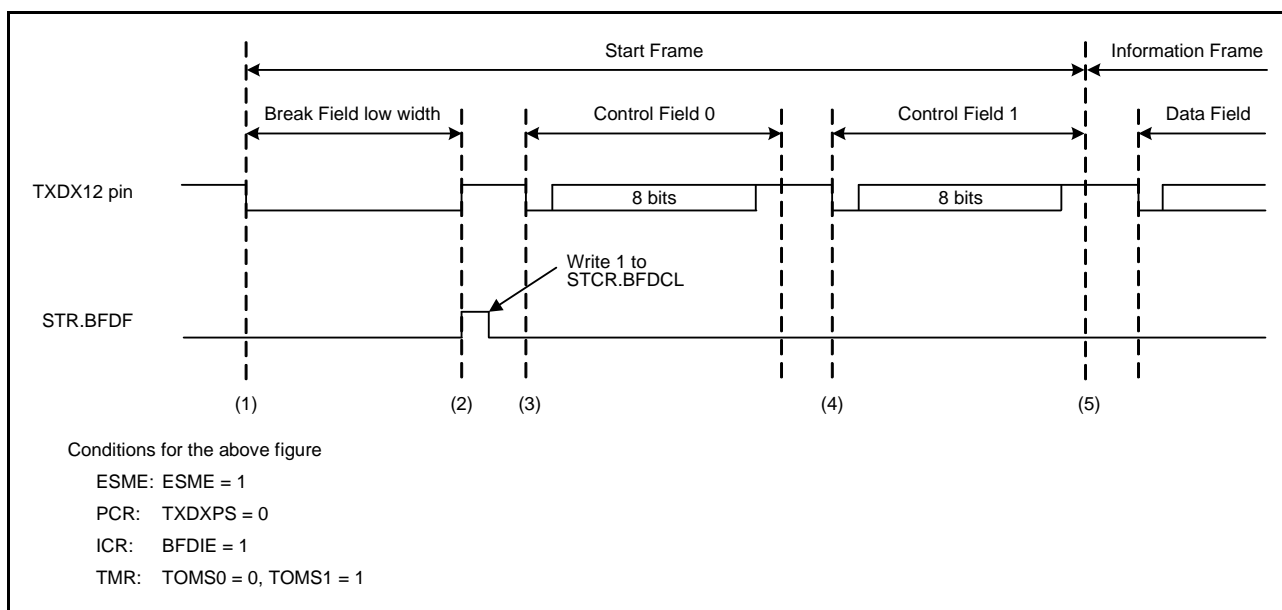 Start Frame
Information Frame
Break Field low width
Control Field 0
Control Field 1
Data Field
TXDX12 pin
8 bits
8 bits
Write 1 to
STCR.BFDCL
STR.BFDF
(1)
(2)
(3)
(4)
(5)
Conditions for the above figure
ESME: ESME = 1
PCR: TXDXPS = 0
ICR: BFDIE = 1
TMR: TOMS0 = 0, TOMS1 = 1